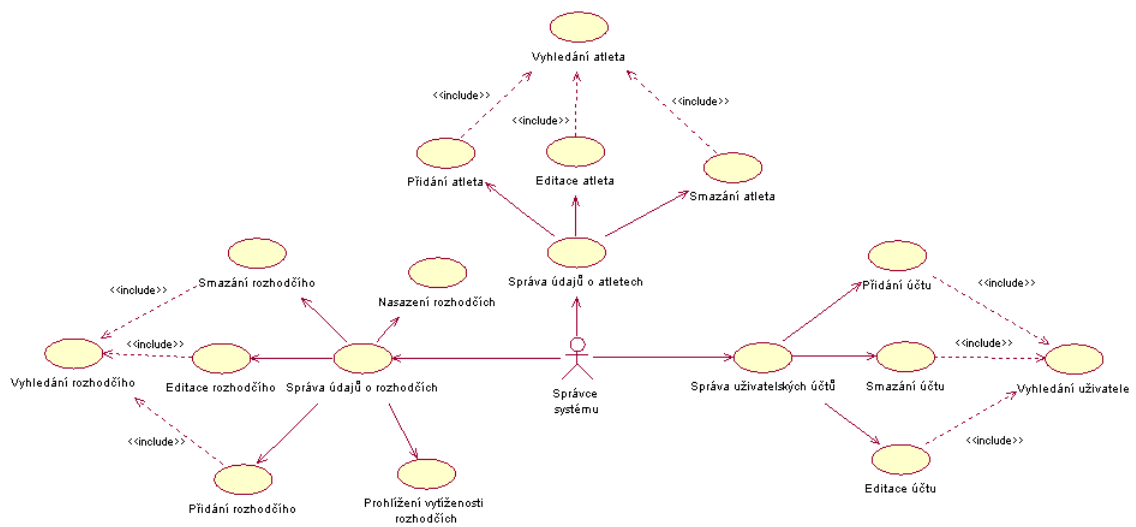 Vyhledání atleta
<<include>>
<<include>>
<<include>>
Přidání atleta
Editace atleta
Smazání atleta
Správa údajů o atletech
Smazání rozhodčího
Nasazení rozhodčích
Přidání účtu
<<include>>
<<include>>
<<include>>
<<include>>
Vyhledání rozhodčího
Editace rozhodčího
Správa údajů o rozhodčích
Správce
systému
Správa uživatelských účtů
Smazání účtu
Vyhledání uživatele
<<include>>
<<include>>
Přidání rozhodčího
Prohlížení vytíženosti
rozhodčích
Editace účtu